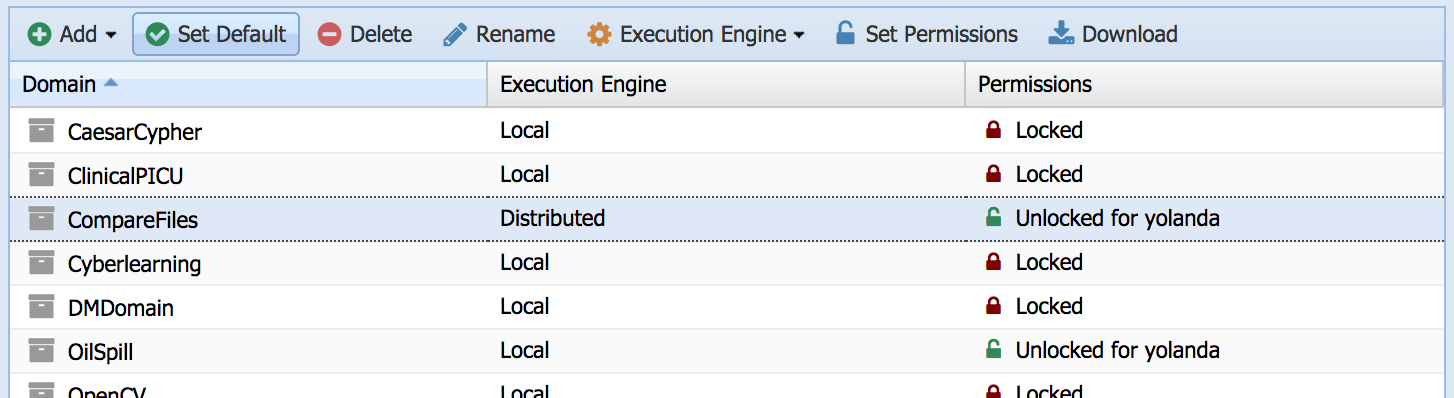 Add Set Default Delete Rename Execution Engine Set Permissions Download
Domain Execution Engine Permissions
CaesarCypher Local Locked
ClinicalPICU Local Locked
CompareFiles Distributed Unlocked for yolanda
Cyberlearning Local Locked
DMDomain Local Locked
OilSpill Local Unlocked for yolanda
OpenCV Local Locked